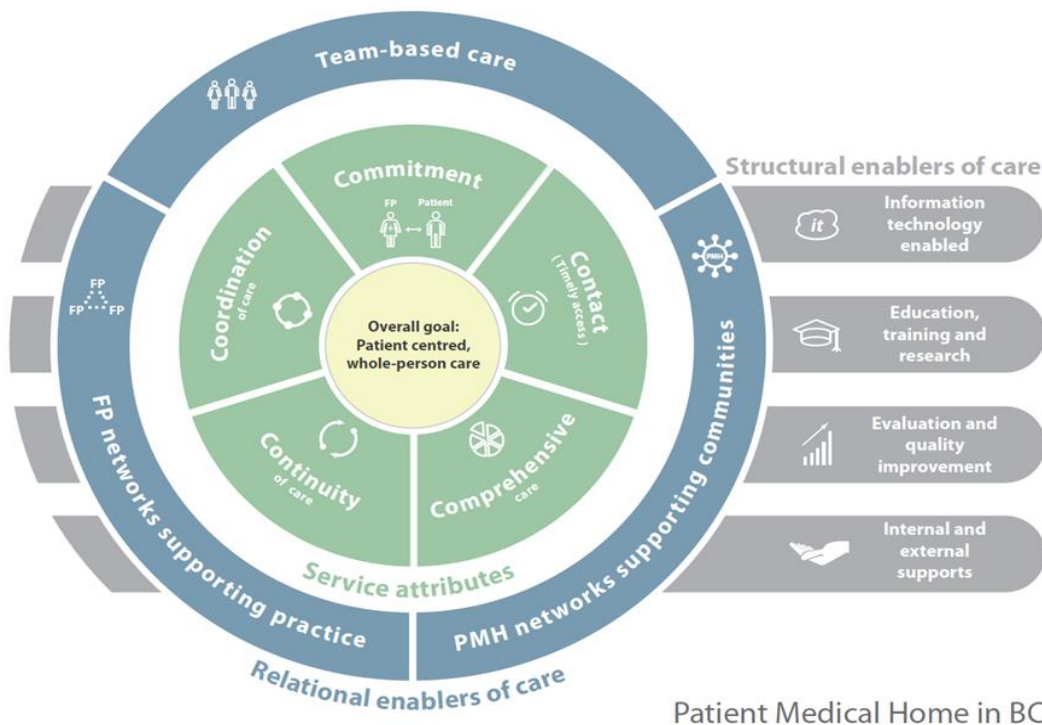 Team-based care
Structural enablers of care
Commitment
FP
Patient
Coordination
of care
Contact
(Timely access)
Overall goal:
Patient centred,
whole-person care
Continuity
of care
Comprehensive
care
Service attributes
FP
FP
FP
FP networks supporting practice
PMH
PMH networks supporting communities
Relational enablers of care
it
Information
technology
enabled
Education,
training and
research
Evaluation and
quality
improvement
Internal and
external
supports
Patient Medical Home in BC